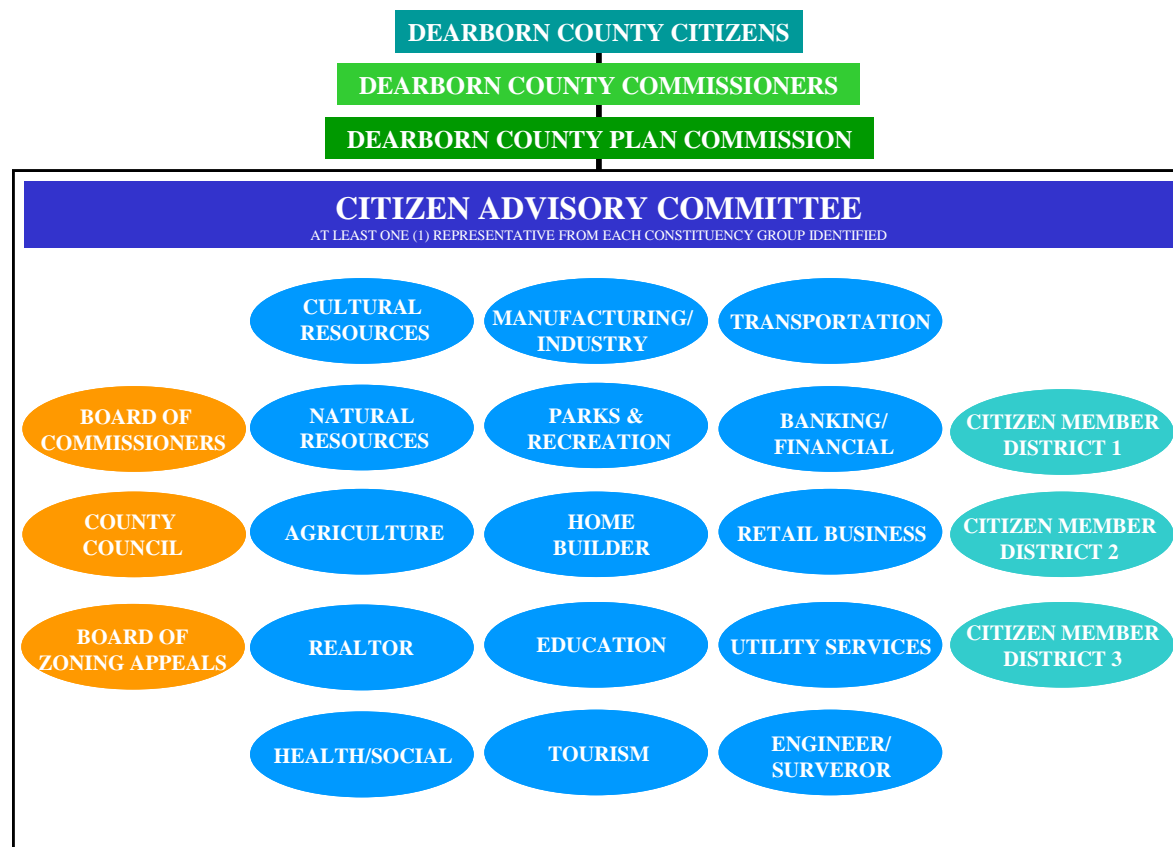 DEARBORN COUNTY CITIZENS
DEARBORN COUNTY COMMISSIONERS
DEARBORN COUNTY PLAN COMMISSION
CITIZEN ADVISORY COMMITTEE
AT LEAST ONE (1) REPRESENTATIVE FROM EACH CONSTITUENCY GROUP IDENTIFIED
CULTURAL
RESOURCES
MANUFACTURING/
INDUSTRY
TRANSPORTATION
BOARD OF
COMMISSIONERS
NATURAL
RESOURCES
PARKS &
RECREATION
BANKING/
FINANCIAL
CITIZEN MEMBER
DISTRICT 1
COUNTY
COUNCIL
AGRICULTURE
HOME
BUILDER
RETAIL BUSINESS
CITIZEN MEMBER
DISTRICT 2
BOARD OF
ZONING APPEALS
REALTOR
EDUCATION
UTILITY SERVICES
CITIZEN MEMBER
DISTRICT 3
HEALTH/SOCIAL
TOURISM
ENGINEER/
SURVEROR